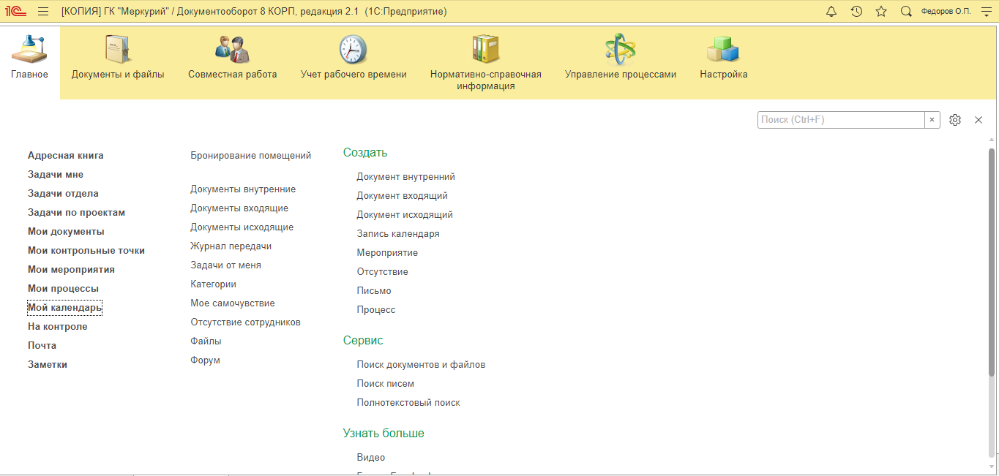 1С [КОПИЯ] ГК "Меркурий" / Документооборот 8 КОРП, редакция 2.1 (1С:Предприятие) Федоров О.П.
Главное
Документы и файлы
Совместная работа
Учет рабочего времени
Нормативно-справочная
информация
Управление процессами
Настройка
Поиск (Ctrl+F)
Адресная книга
Задачи мне
Задачи отдела
Задачи по проектам
Мои документы
Мои контрольные точки
Мои мероприятия
Мои процессы
Мой календарь
На контроле
Почта
Заметки
Бронирование помещений
Документы внутренние
Документы входящие
Документы исходящие
Журнал передачи
Задачи от меня
Категории
Мое самочувствие
Отсутствие сотрудников
Файлы
Форум
Создать
Документ внутренний
Документ входящий
Документ исходящий
Запись календаря
Мероприятие
Отсутствие
Письмо
Процесс
Сервис
Поиск документов и файлов
Поиск писем
Полнотекстовый поиск
Узнать больше
Видео